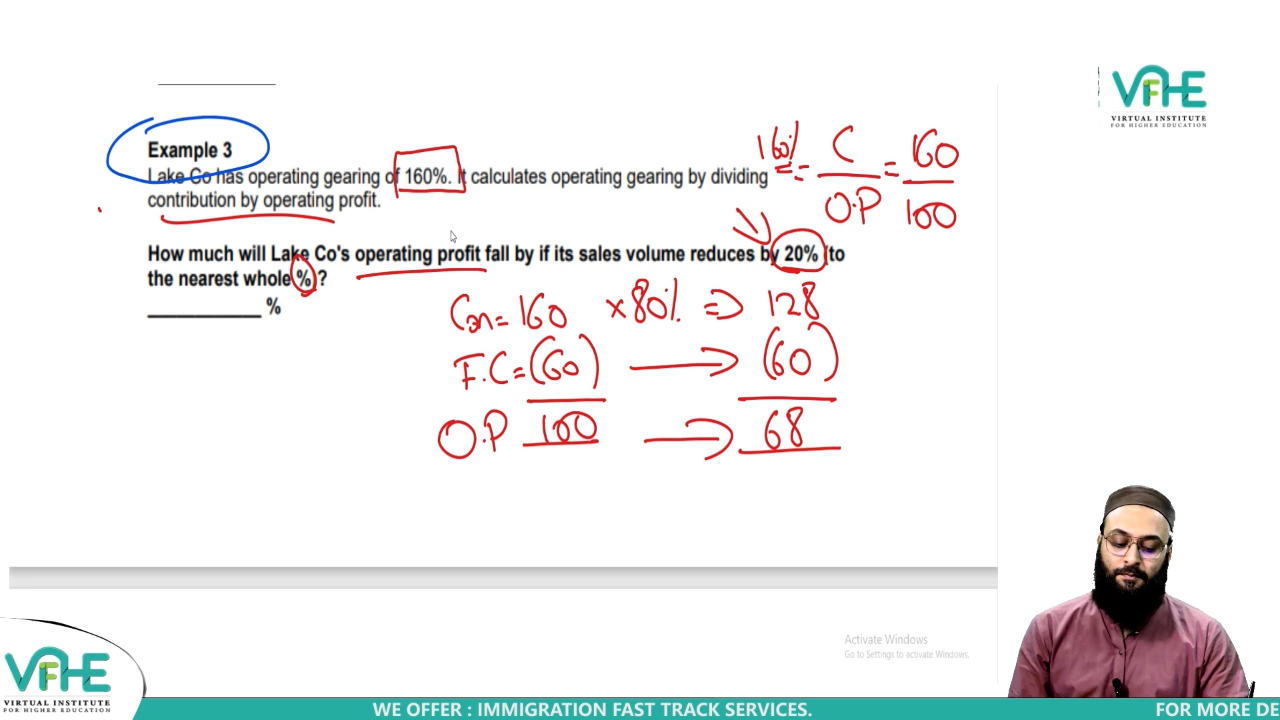 VFHE
VIRTUAL INSTITUTE
FOR HIGHER EDUCATION
Example 3
Lake Co has operating gearing of 160%. It calculates operating gearing by dividing
contribution by operating profit.
160% = C / O.P = 160 / 100
How much will Lake Co's operating profit fall by if its sales volume reduces by 20% (to
the nearest whole %)?
____________ %
Con = 160 ×80% => 128
F.C = (60) → (60)
O.P 100 => 68
Activate Windows
Go to Settings to activate Windows.
VFHE
VIRTUAL INSTITUTE
FOR HIGHER EDUCATION
WE OFFER : IMMIGRATION FAST TRACK SERVICES.
FOR MORE DE